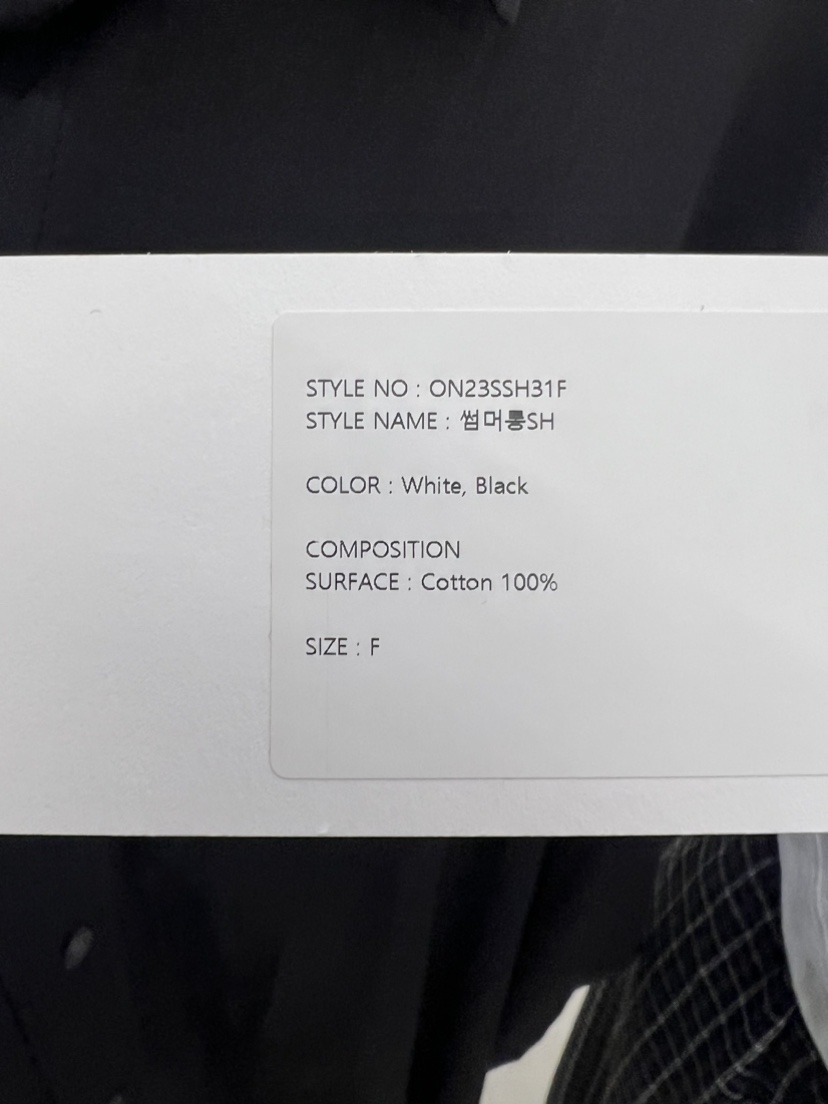 STYLE NO : ON23SSH31F
STYLE NAME : 썸머롱SH
COLOR : White, Black
COMPOSITION
SURFACE : Cotton 100%
SIZE : F